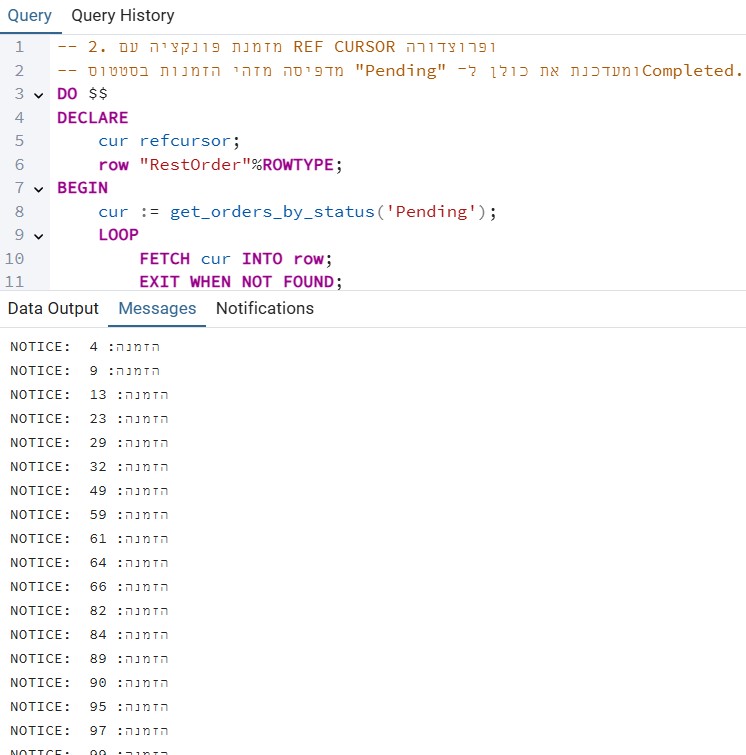 Query Query History
1 -- 2. מזמנת פונקציה עם REF CURSOR ופרוצדורה
2 -- מדפיסה מזהי הזמנות בסטטוס "Pending" ומעדכנת את כולן ל-Completed.
3 DO $$
4 DECLARE
5 cur refcursor;
6 row "RestOrder"%ROWTYPE;
7 BEGIN
8 cur := get_orders_by_status('Pending');
9 LOOP
10 FETCH cur INTO row;
11 EXIT WHEN NOT FOUND;
Data Output Messages Notifications
NOTICE: הזמנה: 4
NOTICE: הזמנה: 9
NOTICE: הזמנה: 13
NOTICE: הזמנה: 23
NOTICE: הזמנה: 29
NOTICE: הזמנה: 32
NOTICE: הזמנה: 49
NOTICE: הזמנה: 59
NOTICE: הזמנה: 61
NOTICE: הזמנה: 64
NOTICE: הזמנה: 66
NOTICE: הזמנה: 82
NOTICE: הזמנה: 84
NOTICE: הזמנה: 89
NOTICE: הזמנה: 90
NOTICE: הזמנה: 95
NOTICE: הזמנה: 97
NOTICE: הזמנה: